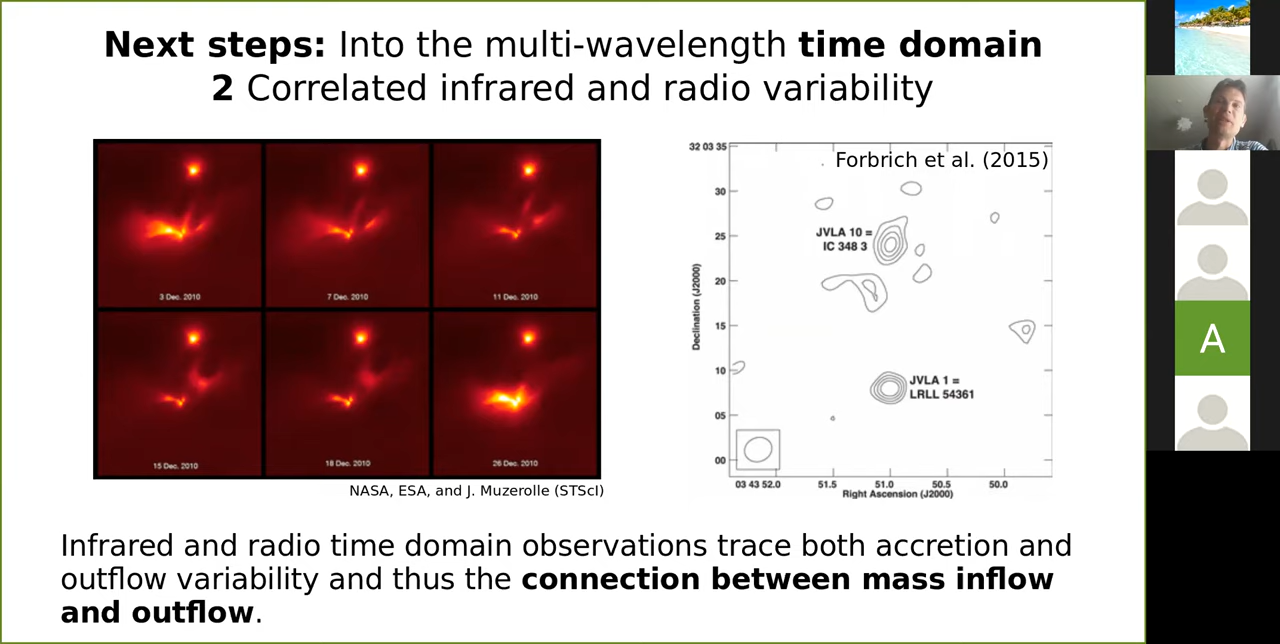 Next steps: Into the multi-wavelength time domain
2 Correlated infrared and radio variability
3 Dec. 2010
7 Dec. 2010
11 Dec. 2010
15 Dec. 2010
18 Dec. 2010
26 Dec. 2010
NASA, ESA, and J. Muzerolle (STScI)
Forbrich et al. (2015)
32 03 35
30
25
20
15
10
05
00
Declination (J2000)
JVLA 10 =
IC 348 3
JVLA 1 =
LRLL 54361
03 43 52.0
51.5
51.0
50.5
50.0
Right Ascension (J2000)
Infrared and radio time domain observations trace both accretion and
outflow variability and thus the connection between mass inflow
and outflow.
A